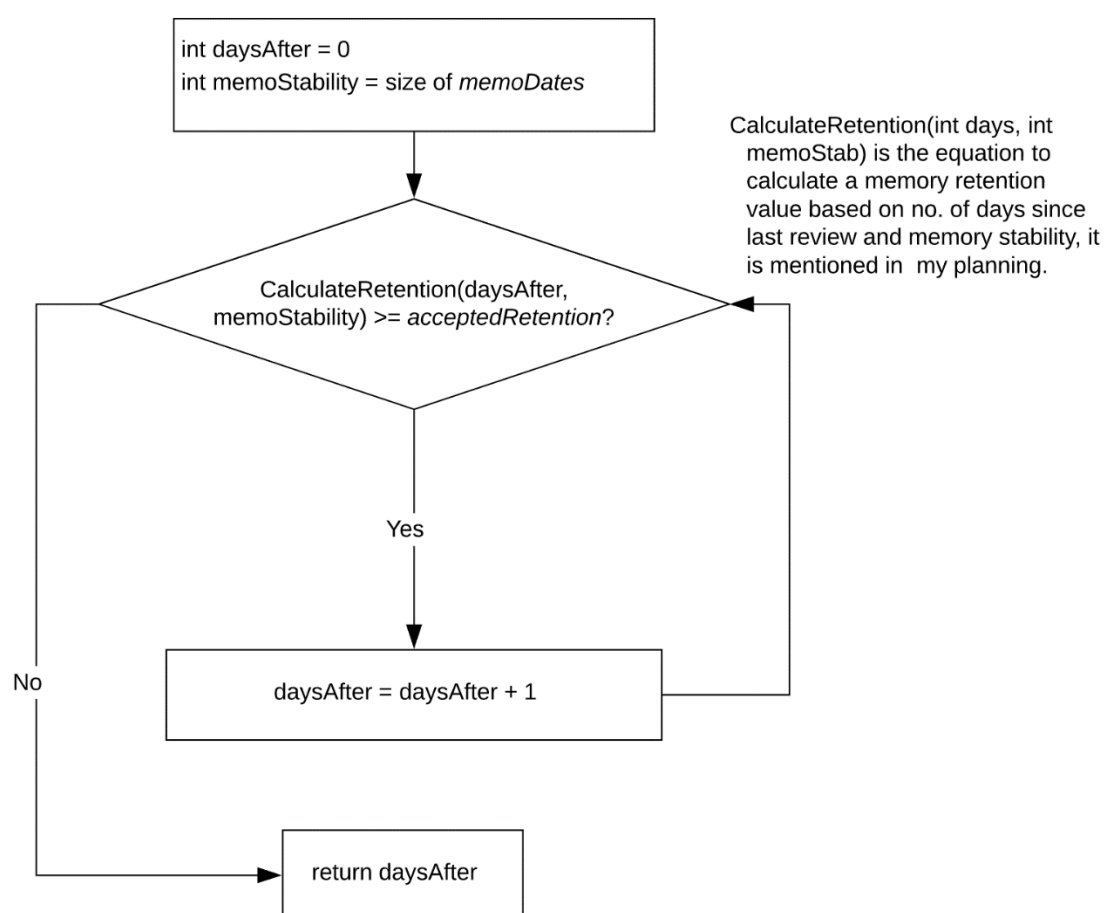 int daysAfter = 0
int memoStability = size of memoDates
CalculateRetention(int days, int
memoStab) is the equation to
calculate a memory retention
value based on no. of days since
last review and memory stability, it
is mentioned in  my planning.
CalculateRetention(daysAfter,
memoStability) >= acceptedRetention?
Yes
No
daysAfter = daysAfter + 1
return daysAfter